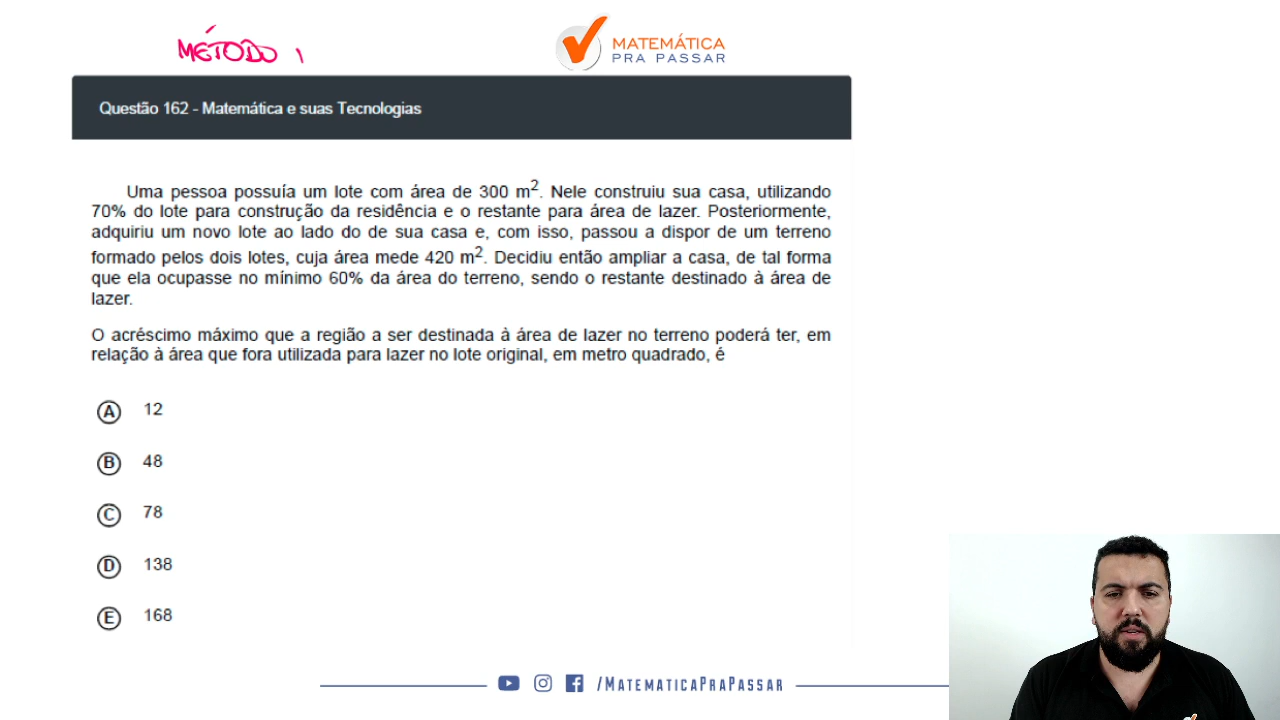 MÉTODO 1
MATEMÁTICA
PRA PASSAR
Questão 162 - Matemática e suas Tecnologias
Uma pessoa possuía um lote com área de 300 m². Nele construiu sua casa, utilizando
70% do lote para construção da residência e o restante para área de lazer. Posteriormente,
adquiriu um novo lote ao lado do de sua casa e, com isso, passou a dispor de um terreno
formado pelos dois lotes, cuja área mede 420 m². Decidiu então ampliar a casa, de tal forma
que ela ocupasse no mínimo 60% da área do terreno, sendo o restante destinado à área de
lazer.
O acréscimo máximo que a região a ser destinada à área de lazer no terreno poderá ter, em
relação à área que fora utilizada para lazer no lote original, em metro quadrado, é
A 12
B 48
C 78
D 138
E 168
/MATEMATICAPRAPASSAR